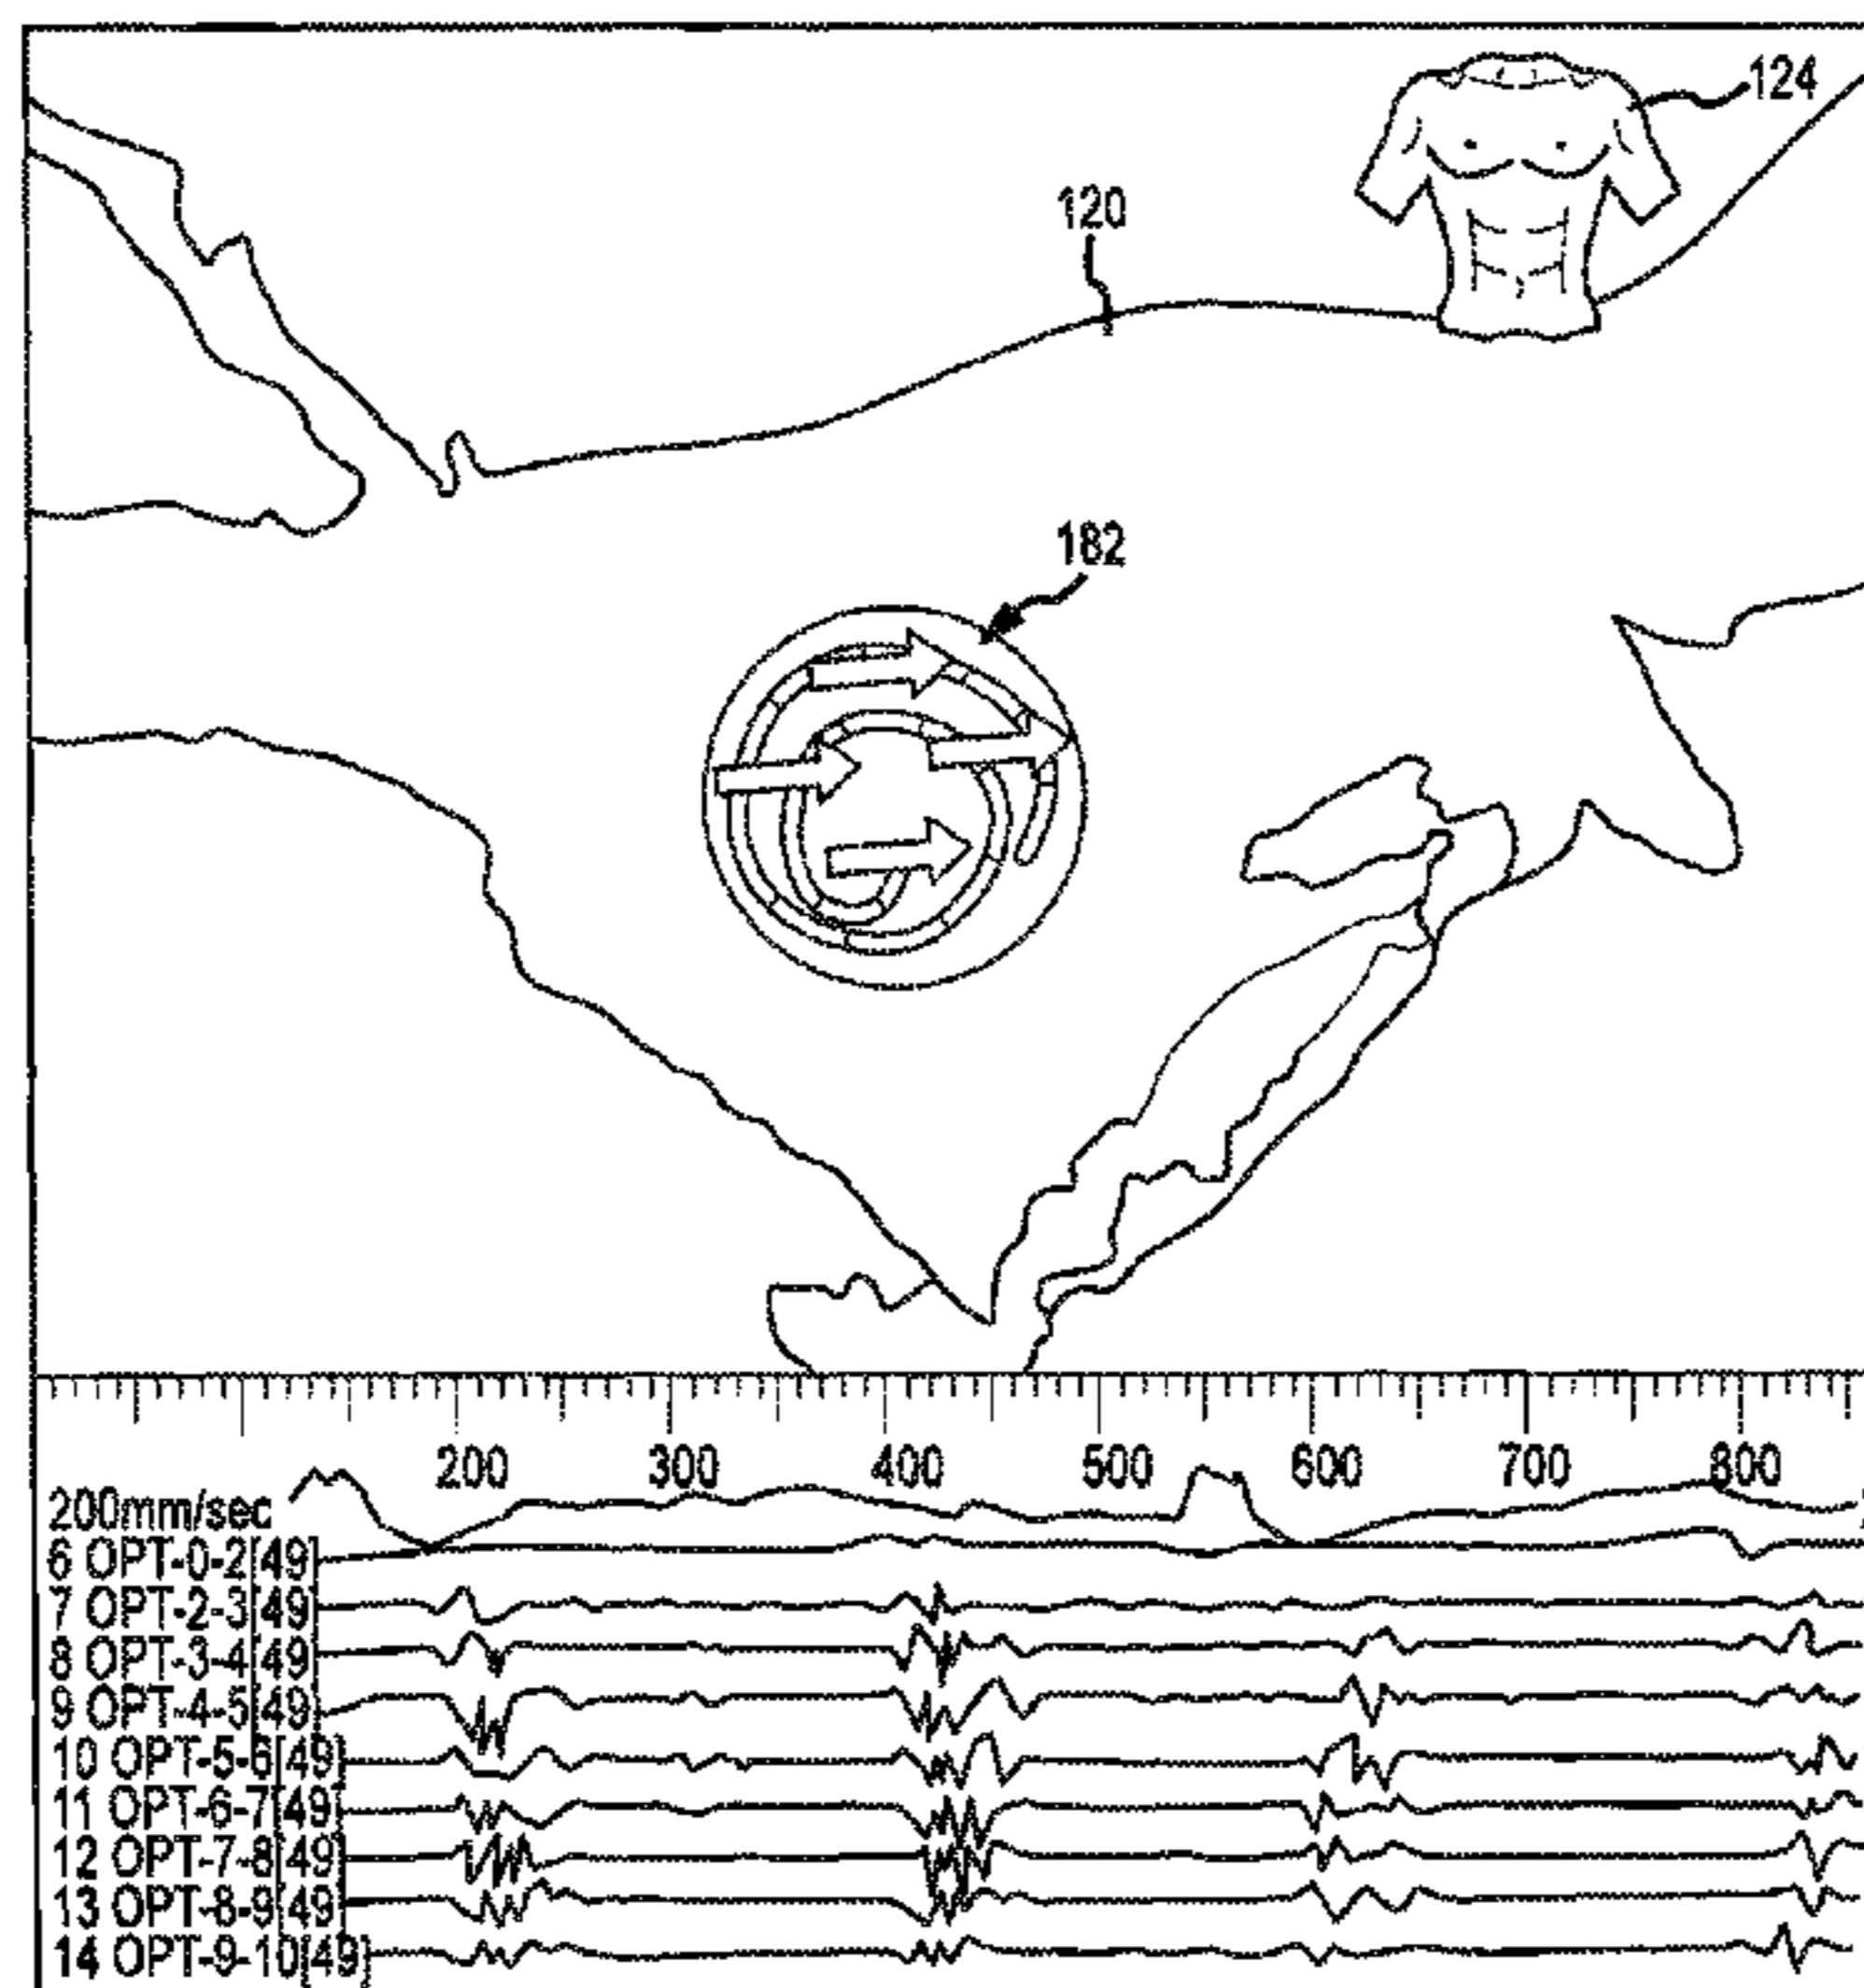 124
120
182
200 300 400 500 600 700 800
200mm/sec
6 OPT-0-2[49]
7 OPT-2-3[49]
8 OPT-3-4[49]
9 OPT-4-5[49]
10 OPT-5-6[49]
11 OPT-6-7[49]
12 OPT-7-8[49]
13 OPT-8-9[49]
14 OPT-9-10[49]